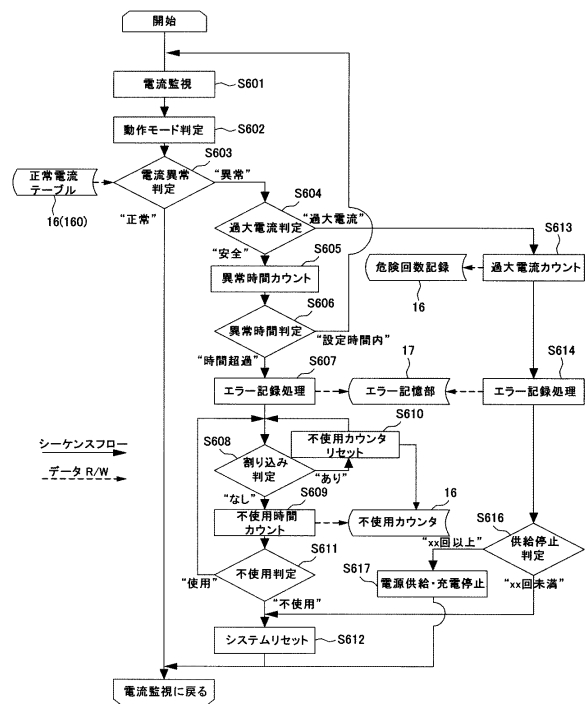 開始
電流監視
S601
動作モード判定
S602
S603
電流異常
判定
"異常"
正常電流
テーブル
16(160)
"正常"
S604
過大電流判定
"過大電流"
"安全"
S605
異常時間カウント
S613
過大電流カウント
危険回数記録
16
S606
異常時間判定
"設定時間内"
"時間超過"
S607
エラー記録処理
17
エラー記憶部
S614
エラー記録処理
S610
不使用カウンタ
リセット
シーケンスフロー
データ R/W
S608
割り込み
判定
"あり"
"なし"
S609
不使用時間
カウント
16
不使用カウンタ
S616
供給停止
判定
"xx回以上"
"xx回未満"
S611
不使用判定
"使用"
"不使用"
S617
電源供給・充電停止
システムリセット
S612
電流監視に戻る